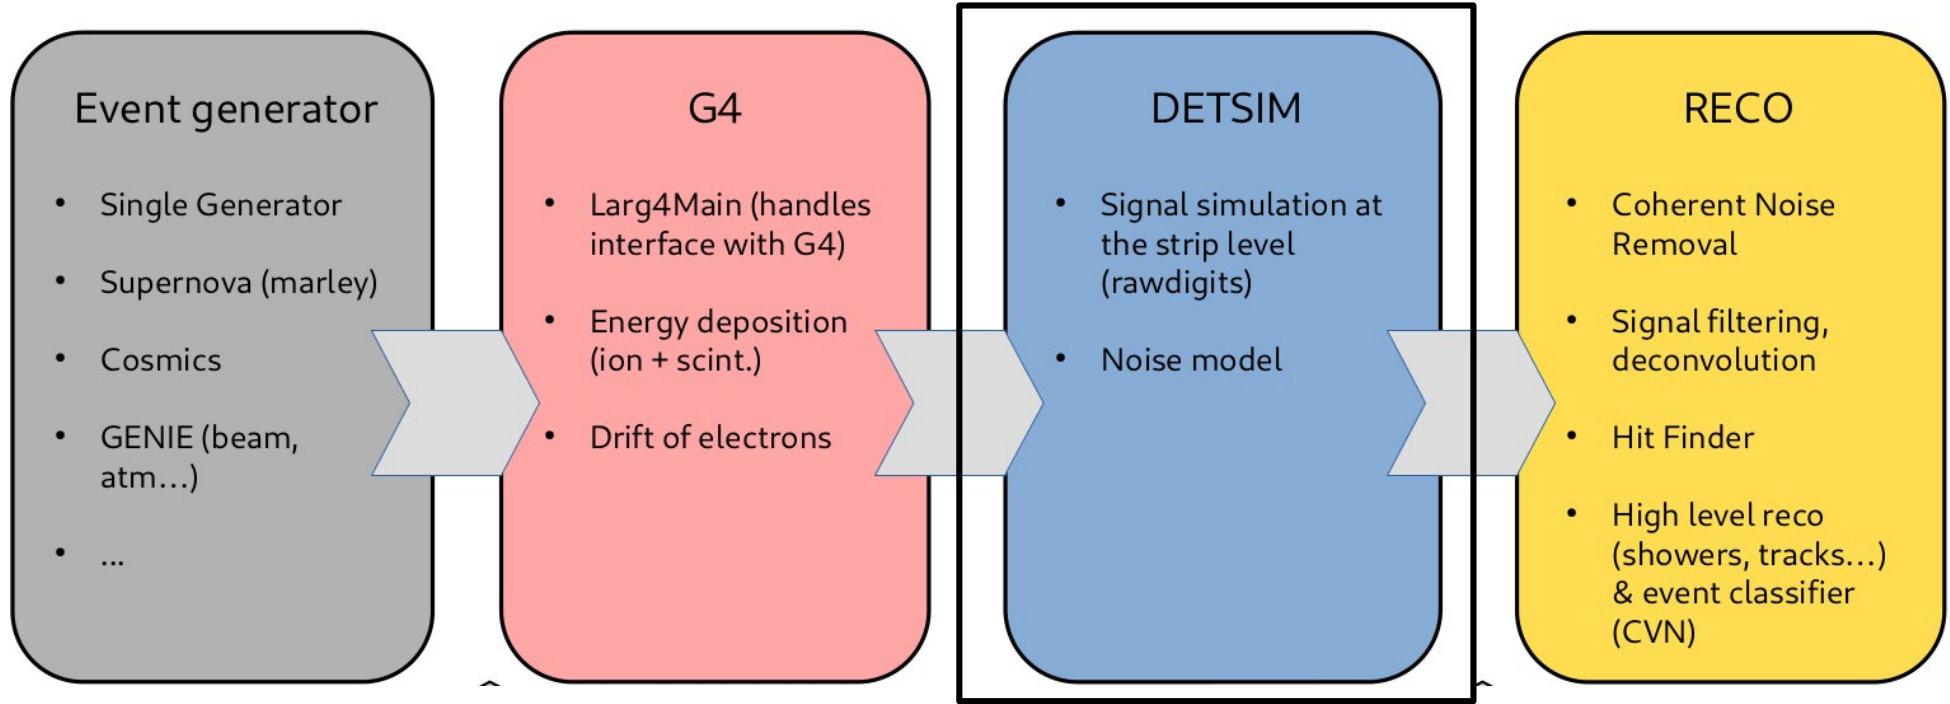 Event generator
• Single Generator
• Supernova (marley)
• Cosmics
• GENIE (beam,
atm...)
• ...
G4
• Larg4Main (handles
interface with G4)
• Energy deposition
(ion + scint.)
• Drift of electrons
DETSIM
• Signal simulation at
the strip level
(rawdigits)
• Noise model
RECO
• Coherent Noise
Removal
• Signal filtering,
deconvolution
• Hit Finder
• High level reco
(showers, tracks...)
& event classifier
(CVN)